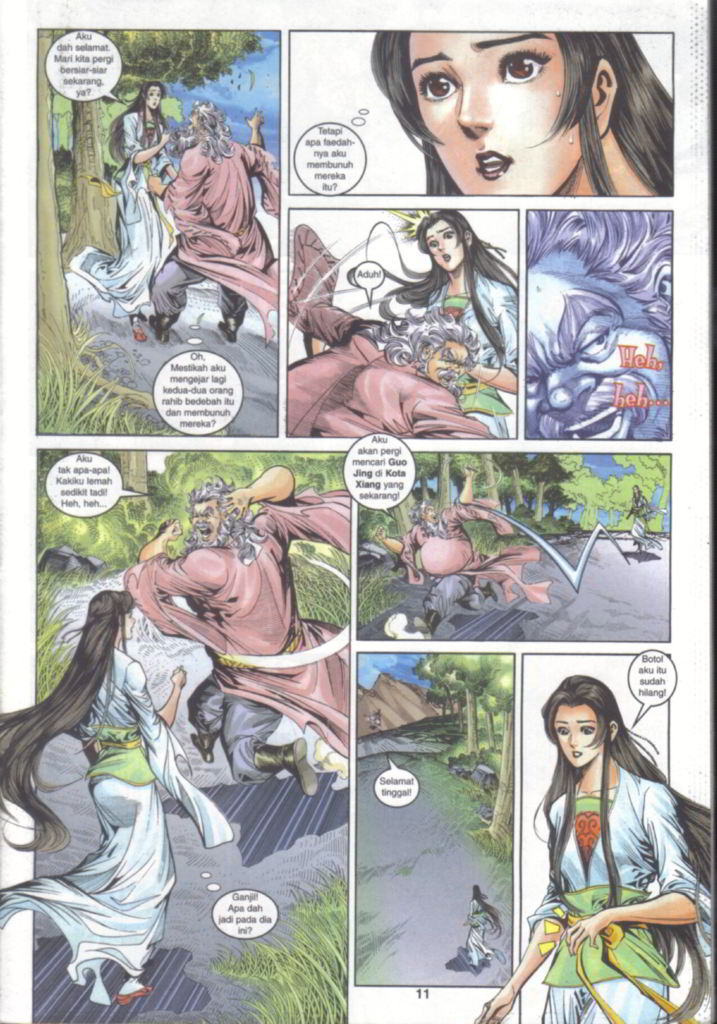 Aku
dah selamat.
Mari kita pergi
bersiar-siar
sekarang,
ya?
Oh,
Mestikah aku
mengejar lagi
kedua-dua orang
rahib bedebah itu
dan membunuh
mereka?
Tetapi
apa faedah-
nya aku
membunuh
mereka
itu?
Aduh!
Heh,
heh...
Aku
tak apa-apa!
Kakiku lemah
sedikit tadi!
Heh, heh...
Ganjil!
Apa dah
jadi pada dia
ini?
Aku
akan pergi
mencari Guo
Jing di Kota
Xiang yang
sekarang!
Selamat
tinggal!
Botol
aku itu
sudah
hilang!
11